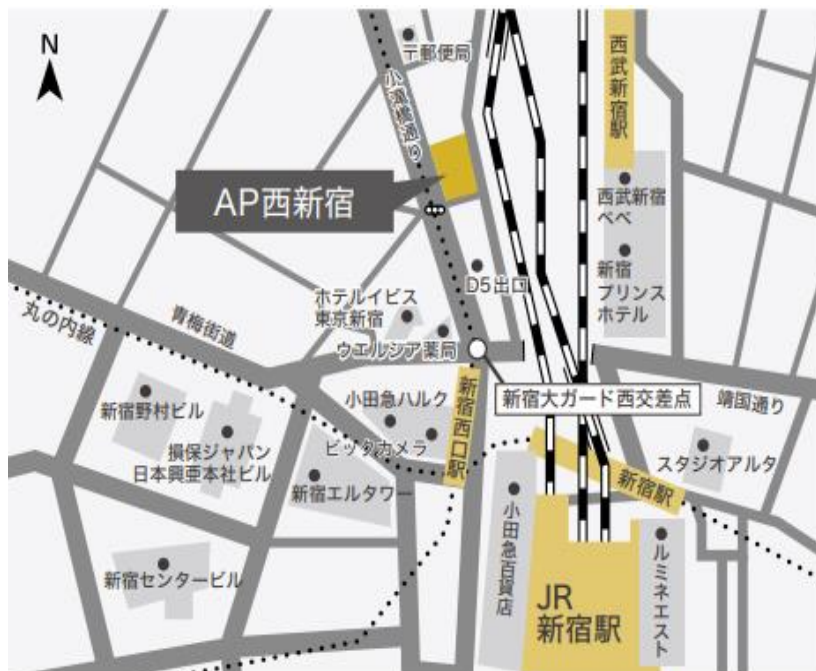 N
〒郵便局
小滝橋通り
西武新宿駅
AP西新宿
西武新宿
ペペ
新宿
プリンス
ホテル
D5出口
ホテルイビス
東京新宿
ウエルシア薬局
丸の内線
青梅街道
新宿大ガード西交差点
靖国通り
新宿西口駅
小田急ハルク
ビックカメラ
新宿野村ビル
損保ジャパン
日本興亜本社ビル
新宿エルタワー
スタジオアルタ
新宿駅
小田急百貨店
新宿センタービル
JR
新宿駅
ルミネエスト